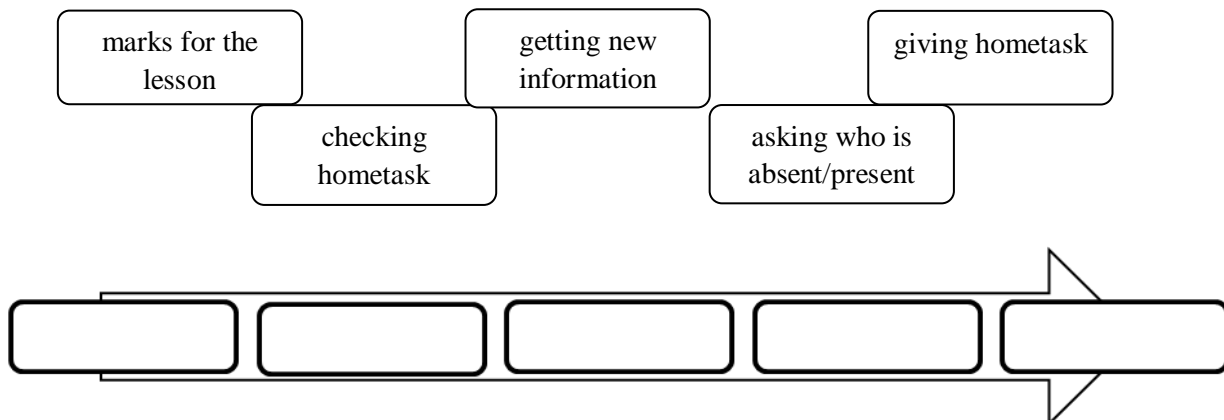 marks for the
lesson
getting new
information
giving hometask
checking
hometask
asking who is
absent/present